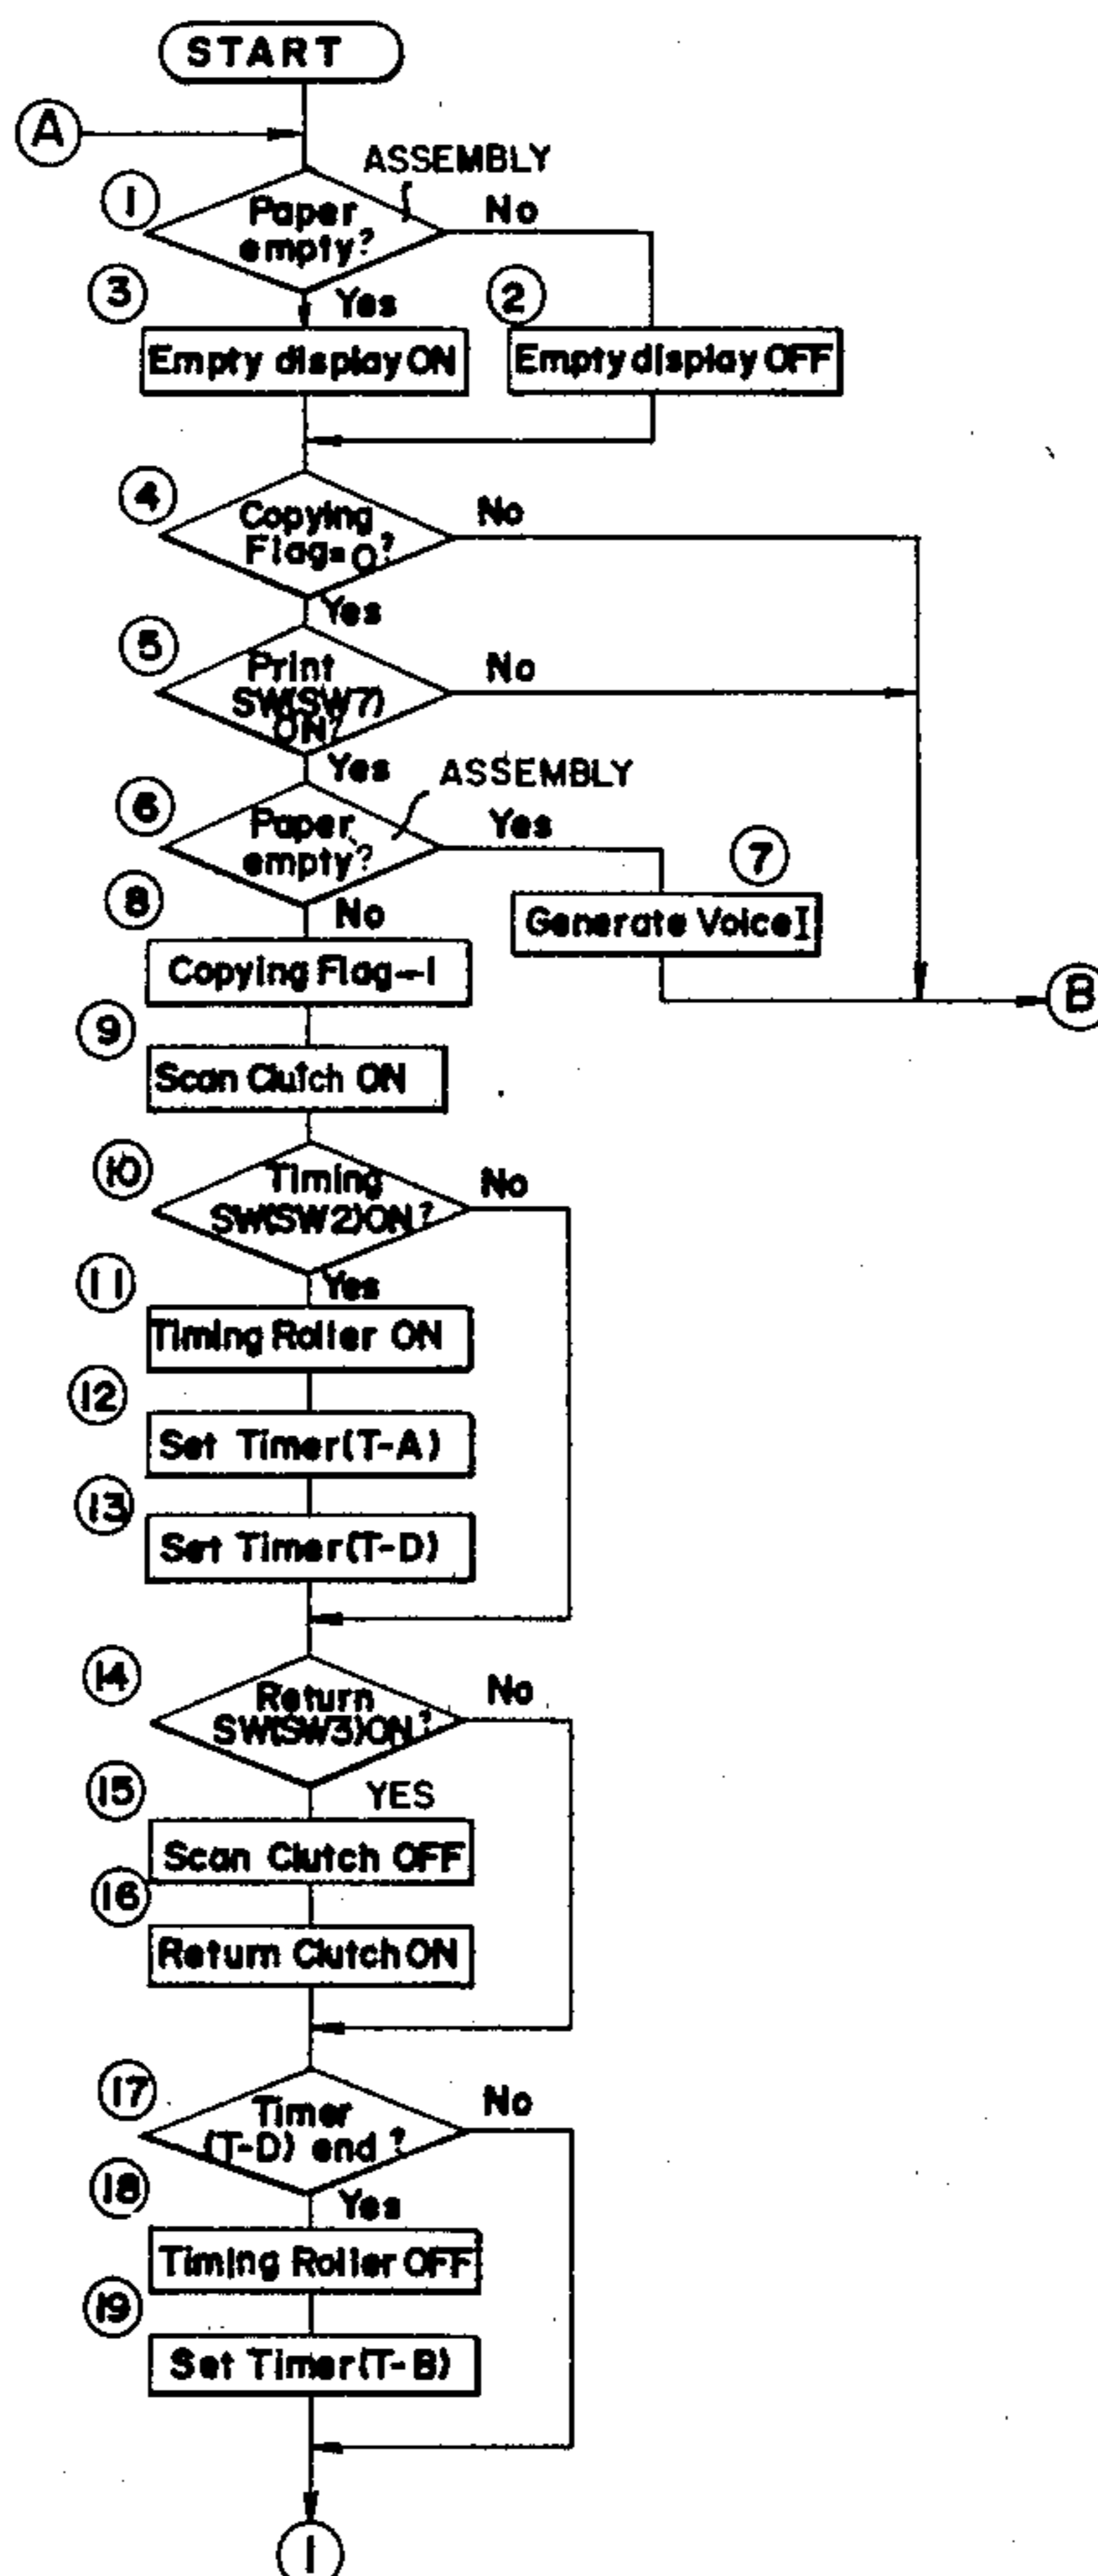 START
A
ASSEMBLY
1
Paper
empty?
No
3
Yes
2
Empty display ON
Empty display OFF
4
Copying
Flag=0?
No
Yes
5
Print
SW(SW7)
ON?
No
Yes
ASSEMBLY
6
Paper
empty?
Yes
7
8
No
Generate Voice I
Copying Flag←1
B
9
Scan Clutch ON
10
Timing
SW(SW2)ON?
No
11
Yes
Timing Roller ON
12
Set Timer(T-A)
13
Set Timer(T-D)
14
Return
SW(SW3)ON?
No
15
YES
Scan Clutch OFF
16
Return Clutch ON
17
Timer
(T-D) end?
No
18
Yes
Timing Roller OFF
19
Set Timer(T-B)
1